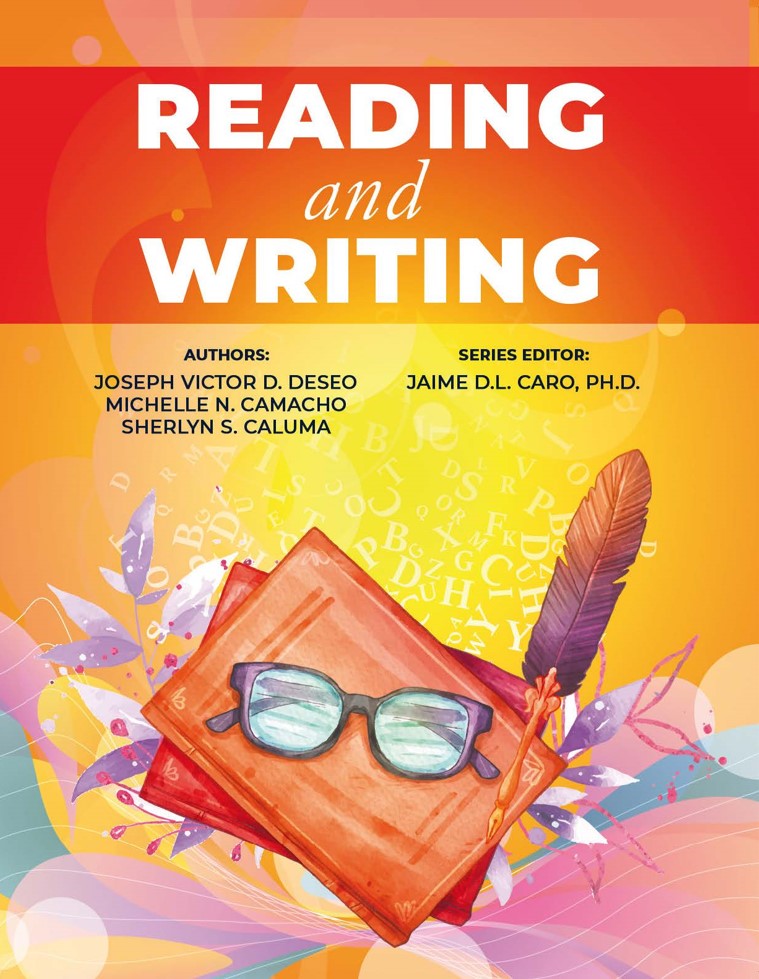 READING
and
WRITING
AUTHORS:
JOSEPH VICTOR D. DESEO
MICHELLE N. CAMACHO
SHERLYN S. CALUMA
SERIES EDITOR:
JAIME D.L. CARO, PH.D.